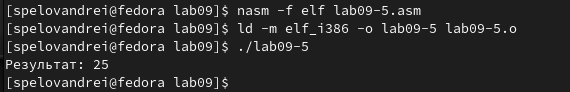 [spelovandrei@fedora lab09]$ nasm -f elf lab09-5.asm
[spelovandrei@fedora lab09]$ ld -m elf_i386 -o lab09-5 lab09-5.o
[spelovandrei@fedora lab09]$ ./lab09-5
Результат: 25
[spelovandrei@fedora lab09]$